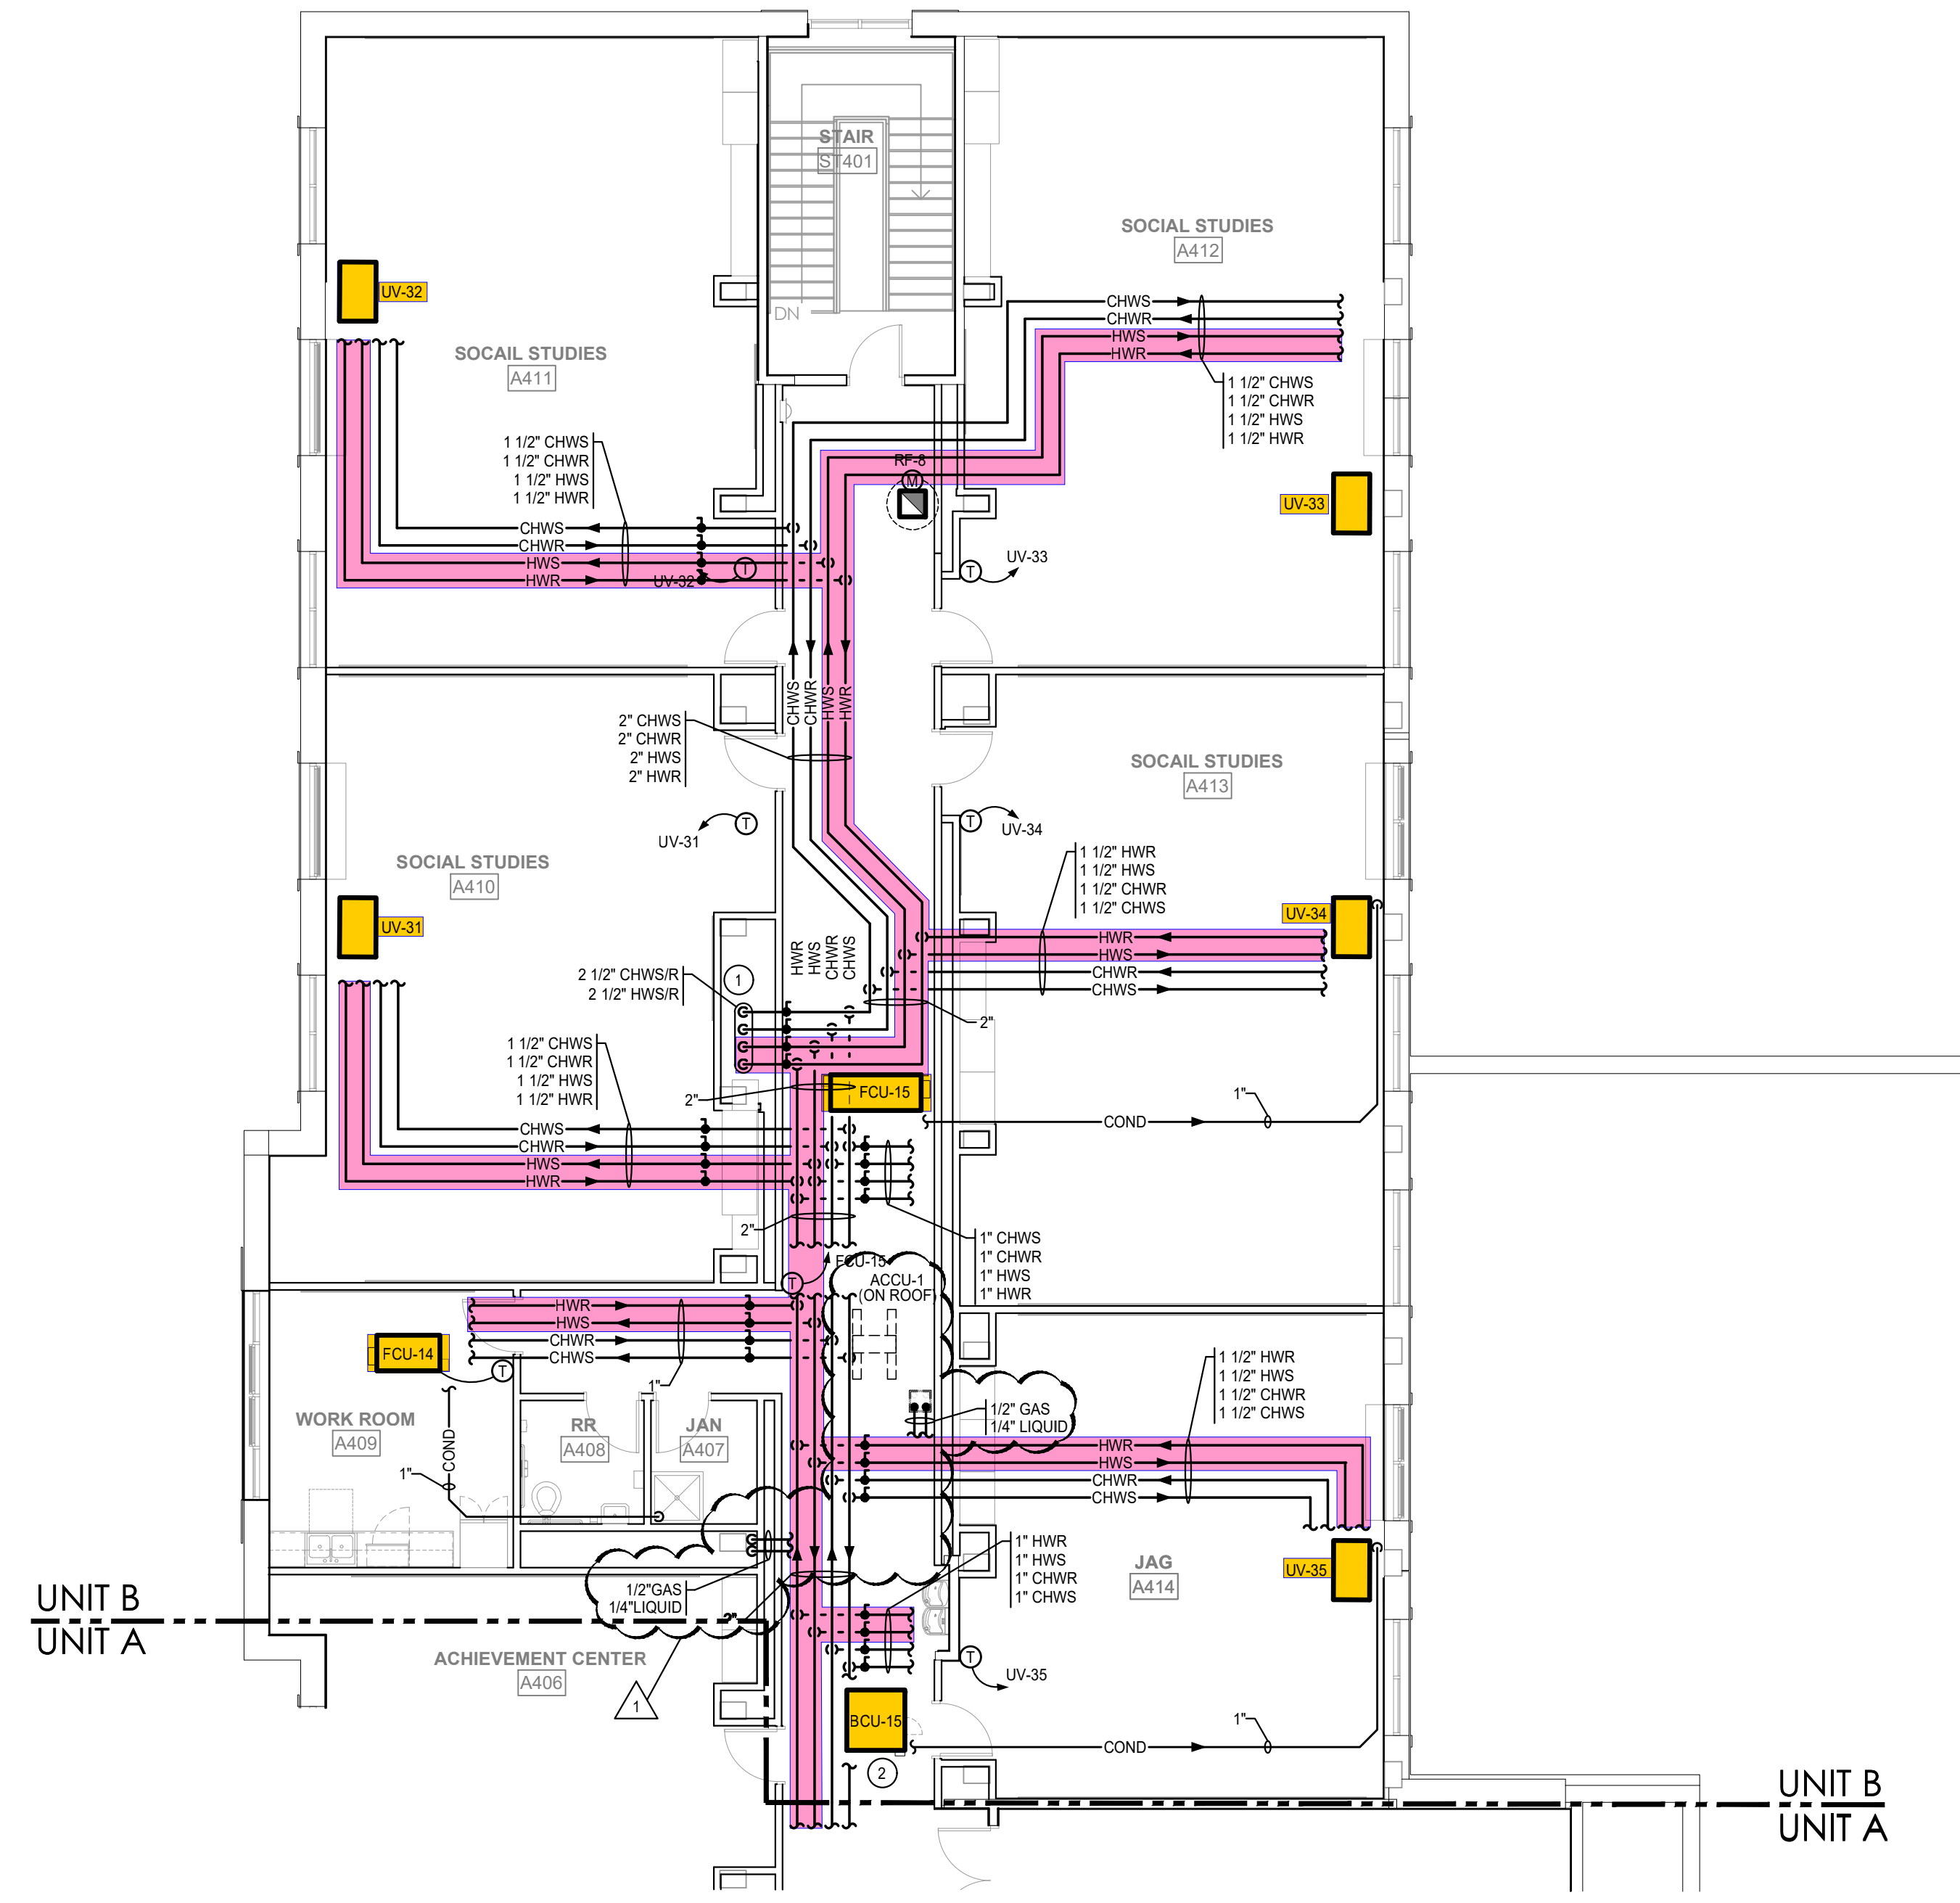 STAIR
ST401
DN
SOCIAL STUDIES
A412
UV-32
SOCAIL STUDIES
A411
CHWS
CHWR
HWS
HWR
1 1/2" CHWS
1 1/2" CHWR
1 1/2" HWS
1 1/2" HWR
1 1/2" CHWS
1 1/2" CHWR
1 1/2" HWS
1 1/2" HWR
RF-8
M
UV-33
CHWS
CHWR
HWS
HWR
UV-32
T
T
UV-33
CHWS
CHWR
HWS
HWR
2" CHWS
2" CHWR
2" HWS
2" HWR
SOCAIL STUDIES
A413
UV-31
T
T
UV-34
SOCIAL STUDIES
A410
1 1/2" HWR
1 1/2" HWS
1 1/2" CHWR
1 1/2" CHWS
UV-31
UV-34
HWR
HWS
CHWR
CHWS
HWR
HWS
CHWR
CHWS
2 1/2" CHWS/R
2 1/2" HWS/R
1
2"
1 1/2" CHWS
1 1/2" CHWR
1 1/2" HWS
1 1/2" HWR
2"
FCU-15
COND
1"
CHWS
CHWR
HWS
HWR
2"
1" CHWS
1" CHWR
1" HWS
1" HWR
T
FCU-15
ACCU-1
(ON ROOF)
HWR
HWS
CHWR
CHWS
1"
FCU-14
T
1 1/2" HWR
1 1/2" HWS
1 1/2" CHWR
1 1/2" CHWS
1/2" GAS
1/4" LIQUID
WORK ROOM
A409
COND
1"
RR
A408
JAN
A407
HWR
HWS
CHWR
CHWS
1" HWR
1" HWS
1" CHWR
1" CHWS
JAG
A414
UV-35
1/2"GAS
1/4"LIQUID
2"
UNIT B
UNIT A
ACHIEVEMENT CENTER
A406
1
T
UV-35
BCU-15
2
COND
1"
UNIT B
UNIT A